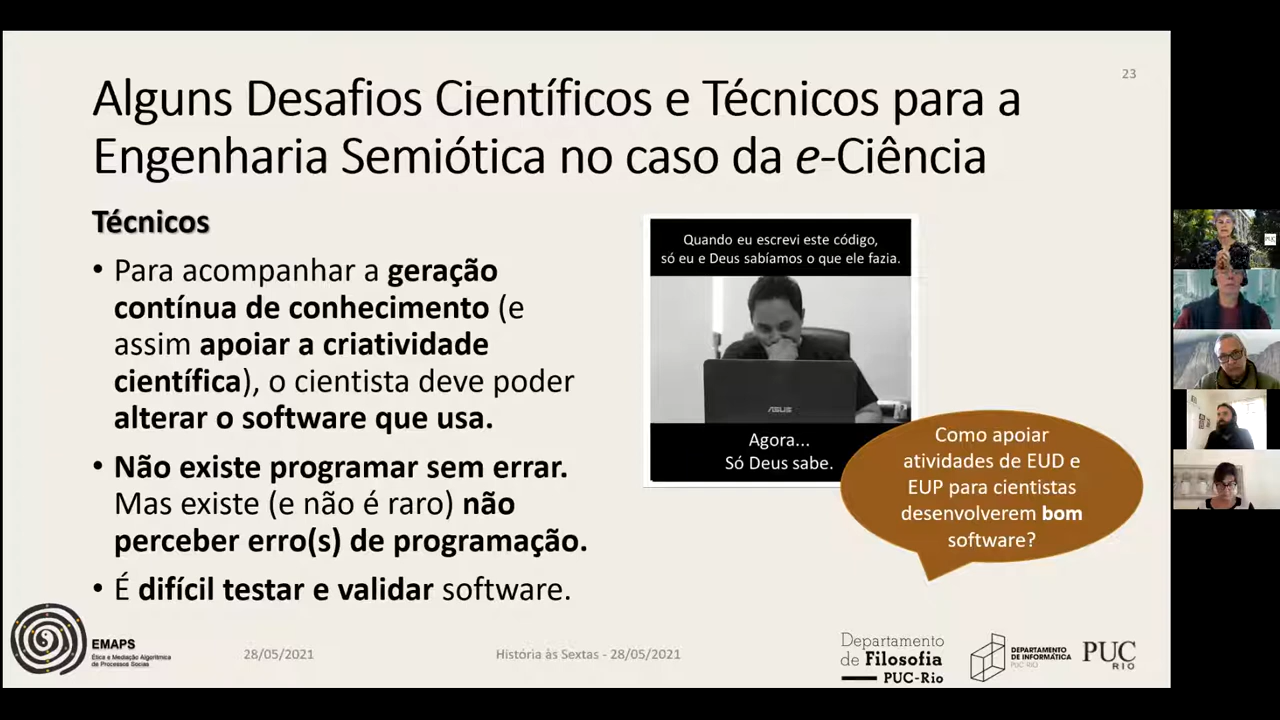 23
Alguns Desafios Científicos e Técnicos para a
Engenharia Semiótica no caso da e-Ciência
Técnicos
• Para acompanhar a geração
contínua de conhecimento (e
assim apoiar a criatividade
científica), o cientista deve poder
alterar o software que usa.
• Não existe programar sem errar.
Mas existe (e não é raro) não
perceber erro(s) de programação.
• É difícil testar e validar software.
Quando eu escrevi este código,
só eu e Deus sabíamos o que ele fazia.
ASUS
Agora...
Só Deus sabe.
Como apoiar
atividades de EUD e
EUP para cientistas
desenvolverem bom
software?
EMAPS
Ética e Mediação Algorítmica
de Processos Sociais
28/05/2021
História às Sextas - 28/05/2021
Departamento
de Filosofia
PUC-Rio
DEPARTAMENTO
DE INFORMÁTICA
PUC-RIO
PUC
RIO
PUC